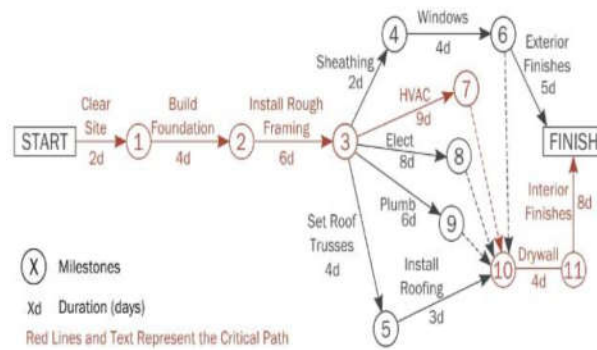 Windows
4
4d
6
Sheathing
2d
Exterior
Finishes
5d
HVAC
9d
7
Clear
Site
Build
Foundation
Install Rough
Framing
START
2d
1
4d
2
6d
3
Elect
8d
8
FINISH
Plumb
6d
9
Interior
Finishes
8d
Set Roof
Trusses
4d
Install
Roofing
3d
10
Drywall
4d
11
5
X Milestones
Xd Duration (days)
Red Lines and Text Represent the Critical Path